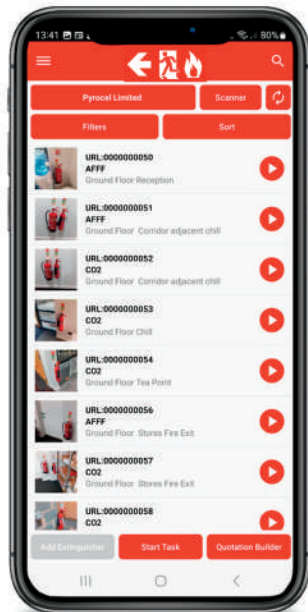 13:41
80%
Pyrocel Limited
Scanner
Filters
Sort
URL:0000000050
AFFF
Ground Floor Reception
URL:0000000051
AFFF
Ground Floor Corridor adjacent chill
URL:0000000052
CO2
Ground Floor Corridor adjacent chill
URL:0000000053
CO2
Ground Floor Chill
URL:0000000054
CO2
Ground Floor Tea Point
URL:0000000056
AFFF
Ground Floor Stores Fire Exit
URL:0000000057
CO2
Ground Floor Stores Fire Exit
URL:0000000058
CO2
Add Extinguisher
Start Task
Quotation Builder